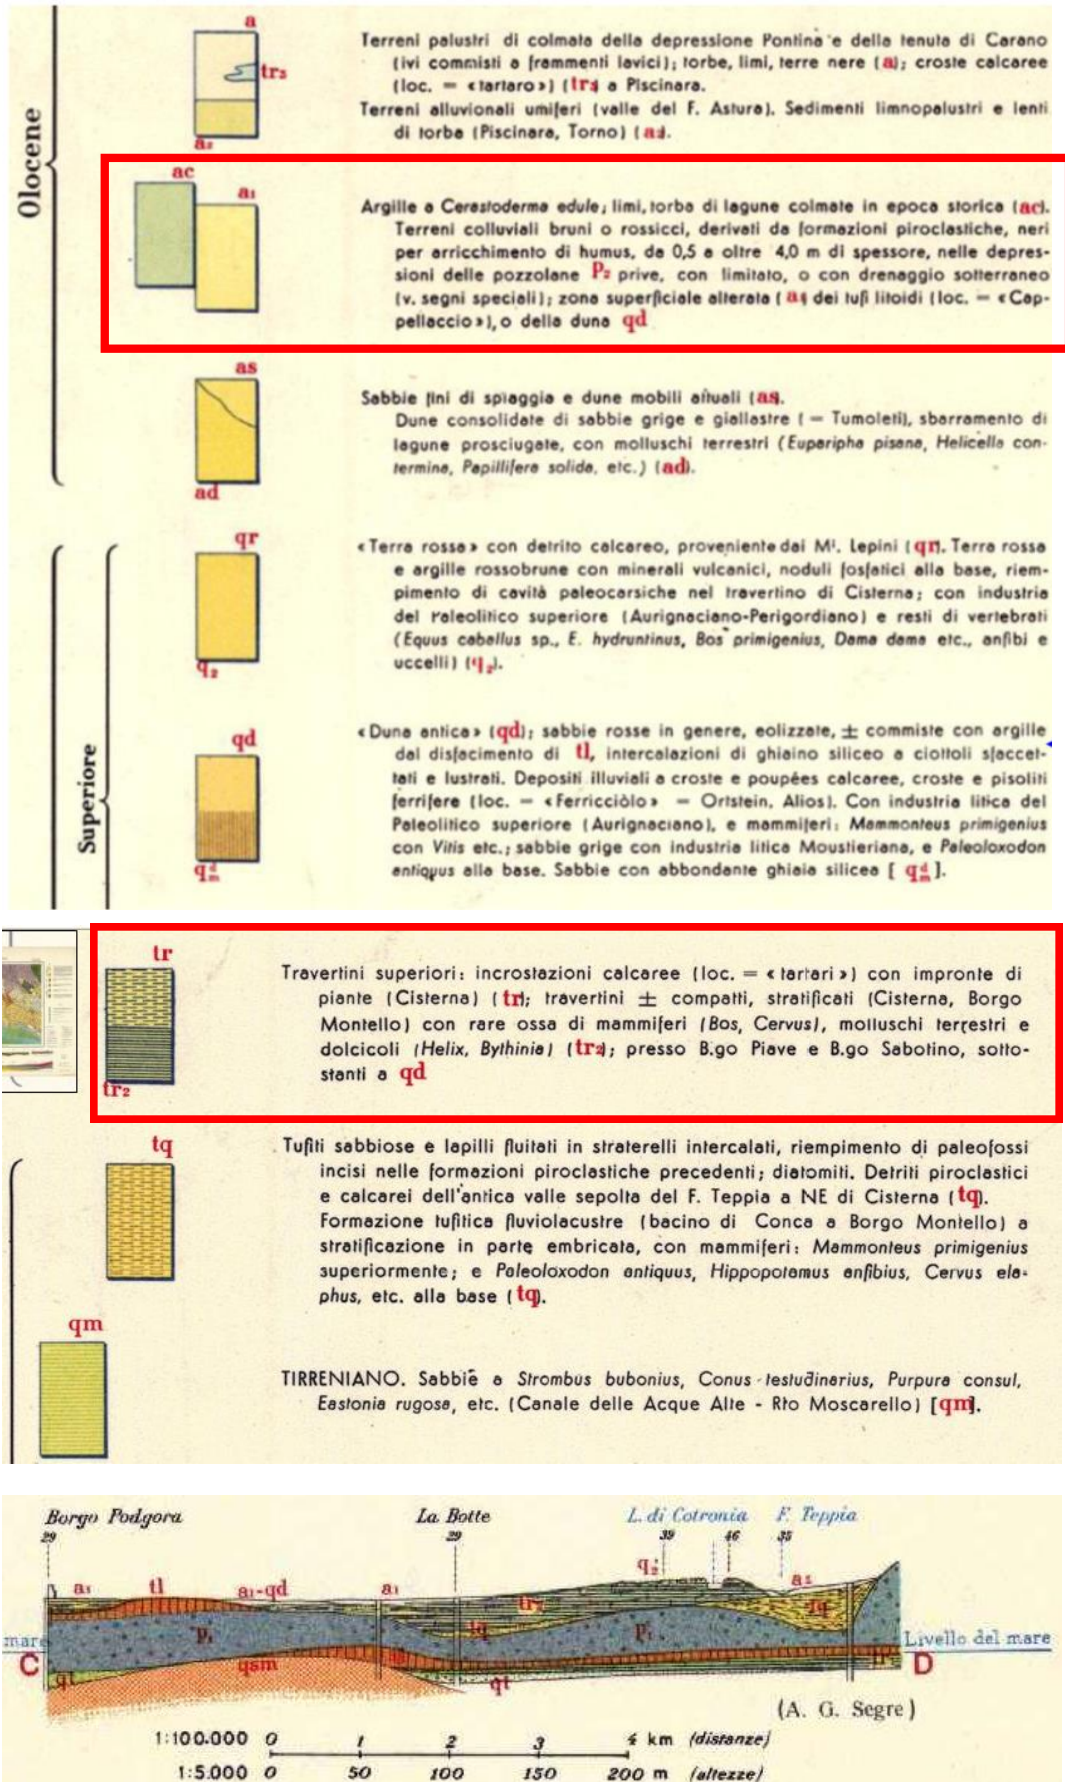 Olocene
Superiore
a
tr₃
a₂
Terreni palustri di colmata della depressione Pontina e della tenuta di Carano
(ivi commisti a frammenti lavici); torbe, limi, terre nere (a); croste calcaree
(loc. = «tartaro») (tr₃) a Piscinara.
Terreni alluvionali umiferi (valle del F. Astura). Sedimenti limnopalustri e lenti
di torba (Piscinara, Torno) (a₂).
ac
a₁
Argille a Cerastoderma edule; limi, torba di lagune colmate in epoca storica (ac).
Terreni colluviali bruni o rossicci, derivati da formazioni piroclastiche, neri
per arricchimento di humus, da 0,5 a oltre 4,0 m di spessore, nelle depres-
sioni delle pozzolane p₂ prive, con limitato, o con drenaggio sotterraneo
(v. segni speciali); zona superficiale alterata (a₁) dei tufi litoidi (loc. = «Cap-
pellaccio»), o della duna qd
as
ad
Sabbie fini di spiaggia e dune mobili attuali (as).
Dune consolidate di sabbie grige e giallastre (= Tumoleti), sbarramento di
lagune prosciugate, con molluschi terrestri (Euparipha pisana, Helicella con-
termina, Papillifera solida, etc.) (ad).
qr
q₂
«Terra rossa» con detrito calcareo, proveniente dai Mⁱ. Lepini (qr). Terra rossa
e argille rossobrune con minerali vulcanici, noduli fosfatici alla base, riem-
pimento di cavità paleocarsiche nel travertino di Cisterna; con industria
del Paleolitico superiore (Aurignaciano-Perigordiano) e resti di vertebrati
(Equus caballus sp., E. hydruntinus, Bos primigenius, Dama dama etc., anfibi e
uccelli) (q₂).
qd
qᵈₘ
«Duna antica» (qd); sabbie rosse in genere, eolizzate, ± commiste con argille
dal disfacimento di tl, intercalazioni di ghiaino siliceo a ciottoli sfaccet-
tati e lustrati. Depositi illuviali a croste e poupées calcaree, croste e pisoliti
ferrifere (loc. = «Ferricciòlo» = Ortstein, Alios). Con industria litica del
Paleolitico superiore (Aurignaciano), e mammiferi: Mammonteus primigenius
con Vitis etc.; sabbie grige con industria litica Moustieriana, e Paleoloxodon
antiquus alla base. Sabbie con abbondante ghiaia silicea [qᵈₘ].
tr
tr₂
Travertini superiori: incrostazioni calcaree (loc. = «tartari») con impronte di
piante (Cisterna) (tr); travertini ± compatti, stratificati (Cisterna, Borgo
Montello) con rare ossa di mammiferi (Bos, Cervus), molluschi terrestri e
dolcicoli (Helix, Bythinia) (tr₂); presso B.go Piave e B.go Sabotino, sotto-
stanti a qd
tq
Tufiti sabbiose e lapilli fluitati in straterelli intercalati, riempimento di paleofossi
incisi nelle formazioni piroclastiche precedenti; diatomiti. Detriti piroclastici
e calcarei dell'antica valle sepolta del F. Teppia a NE di Cisterna (tq).
Formazione tufitica fluviolacustre (bacino di Conca a Borgo Montello) a
stratificazione in parte embricata, con mammiferi: Mammonteus primigenius
superiormente; e Paleoloxodon antiquus, Hippopotamus anfibius, Cervus ela-
phus, etc. alla base (tq).
qm
TIRRENIANO. Sabbie a Strombus bubonius, Conus testudinarius, Purpura consul,
Eastonia rugosa, etc. (Canale delle Acque Alte - Rio Moscarello) [qm].
Borgo Podgora La Botte L. di Cotronia F. Teppia
29 29 39 46 35
a₁ tl a₁-qd a₁ tr tq
p₁ tq p₁
mare Livello del mare
C D
qt qsm qt
(A. G. Segre)
1:100.000 0 1 2 3 4 km (distanze)
1:5.000 0 50 100 150 200 m (altezze)